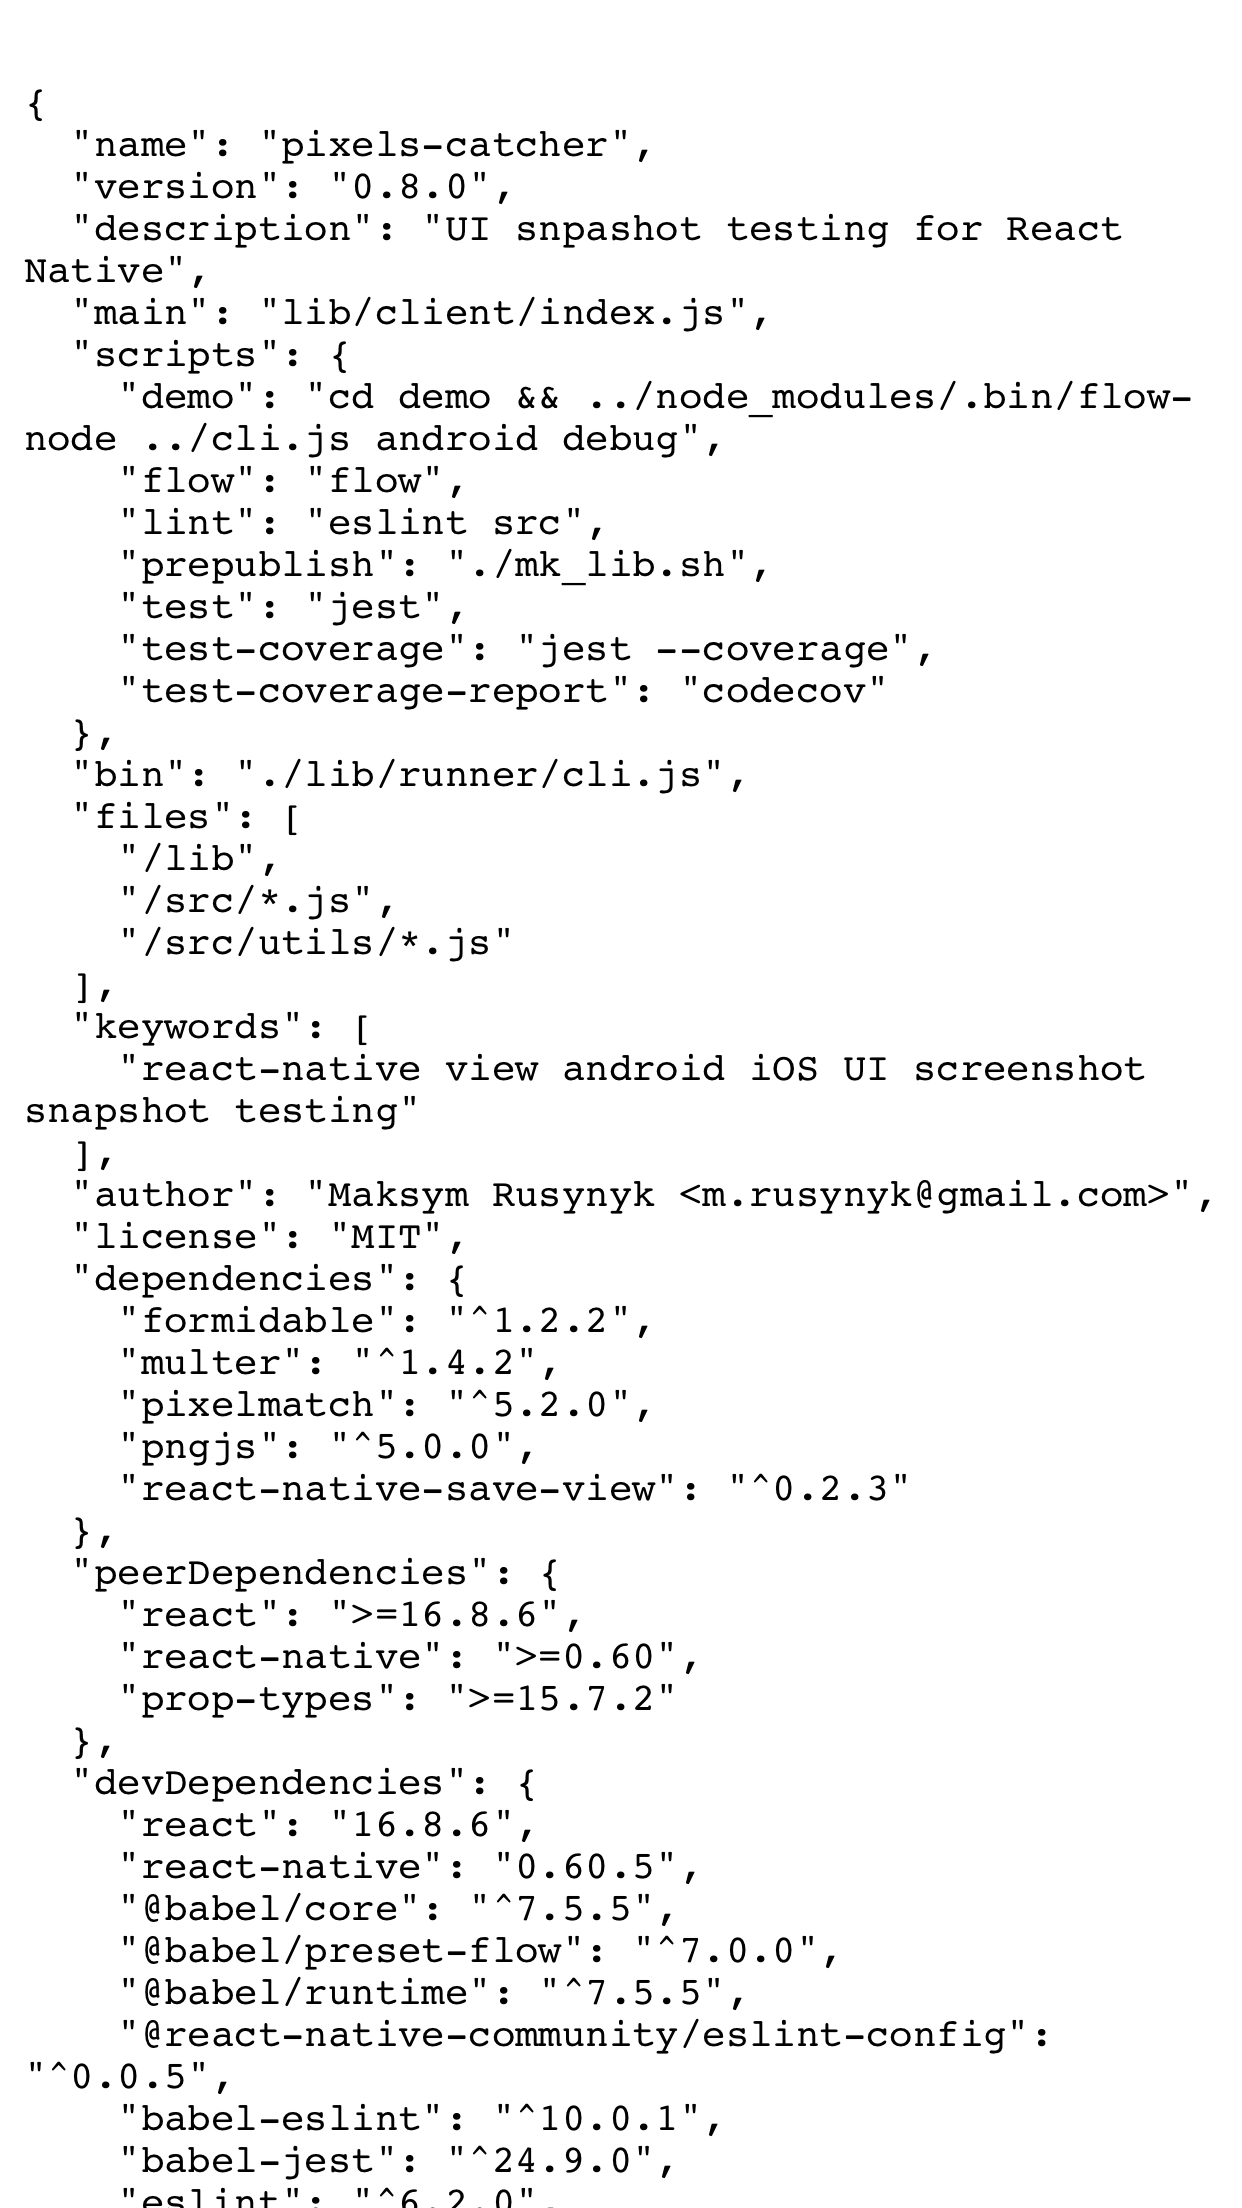 {
  "name": "pixels-catcher",
  "version": "0.8.0",
  "description": "UI snpashot testing for React
Native",
  "main": "lib/client/index.js",
  "scripts": {
    "demo": "cd demo && ../node_modules/.bin/flow-
node ../cli.js android debug",
    "flow": "flow",
    "lint": "eslint src",
    "prepublish": "./mk_lib.sh",
    "test": "jest",
    "test-coverage": "jest --coverage",
    "test-coverage-report": "codecov"
  },
  "bin": "./lib/runner/cli.js",
  "files": [
    "/lib",
    "/src/*.js",
    "/src/utils/*.js"
  ],
  "keywords": [
    "react-native view android iOS UI screenshot
snapshot testing"
  ],
  "author": "Maksym Rusynyk <m.rusynyk@gmail.com>",
  "license": "MIT",
  "dependencies": {
    "formidable": "^1.2.2",
    "multer": "^1.4.2",
    "pixelmatch": "^5.2.0",
    "pngjs": "^5.0.0",
    "react-native-save-view": "^0.2.3"
  },
  "peerDependencies": {
    "react": ">=16.8.6",
    "react-native": ">=0.60",
    "prop-types": ">=15.7.2"
  },
  "devDependencies": {
    "react": "16.8.6",
    "react-native": "0.60.5",
    "@babel/core": "^7.5.5",
    "@babel/preset-flow": "^7.0.0",
    "@babel/runtime": "^7.5.5",
    "@react-native-community/eslint-config":
"^0.0.5",
    "babel-eslint": "^10.0.1",
    "babel-jest": "^24.9.0",
    "eslint": "^6.2.0",